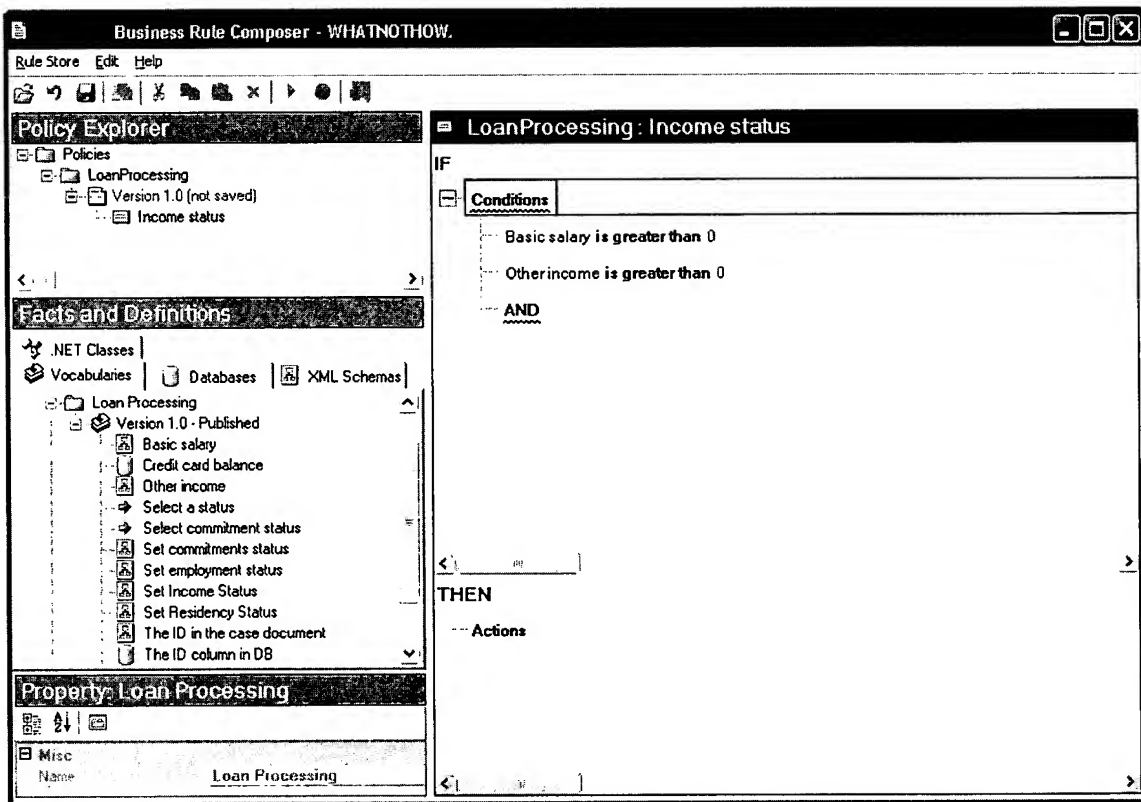 Business Rule Composer - WHATNOTHOW.
Rule Store Edit Help
Policy Explorer
Policies
LoanProcessing
Version 1.0 (not saved)
Income status
Facts and Definitions
.NET Classes
Vocabularies Databases XML Schemas
Loan Processing
Version 1.0 - Published
Basic salary
Credit card balance
Other income
Select a status
Select commitment status
Set commitments status
Set employment status
Set Income Status
Set Residency Status
The ID in the case document
The ID column in DB
Property: Loan Processing
Misc
Name Loan Processing
LoanProcessing : Income status
IF
Conditions
Basic salary is greater than 0
Other income is greater than 0
AND
THEN
Actions